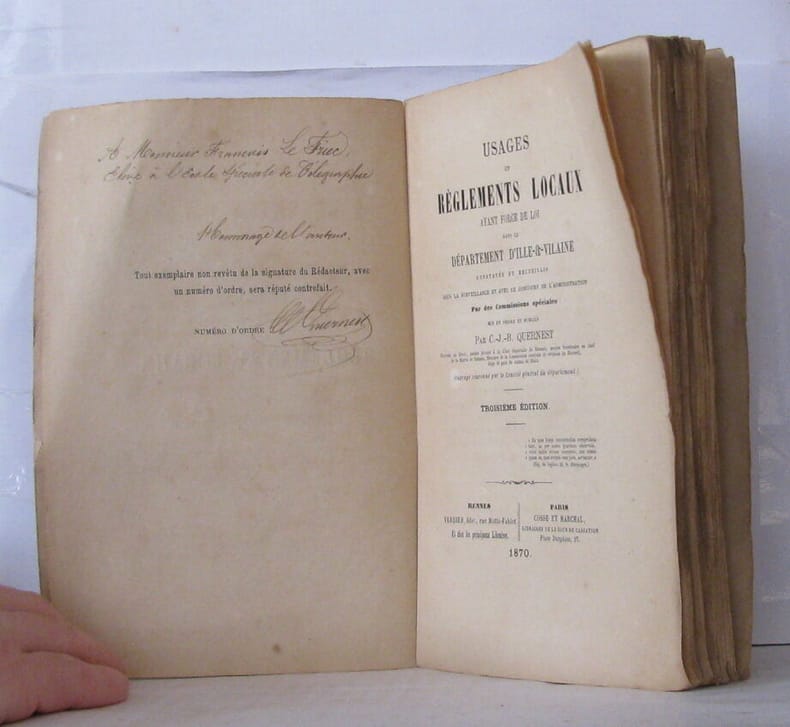 A Monsieur Francois Le Friec,
Elève à l'Ecole Spéciale de Télégraphie
Hommage de l'auteur.
Tout exemplaire non revêtu de la signature du Rédacteur, avec
un numéro d'ordre, sera réputé contrefait.
NUMÉRO D'ORDRE
Quernest
USAGES
ET
RÈGLEMENTS LOCAUX
AYANT FORCE DE LOI
DANS LE
DÉPARTEMENT D'ILLE-&-VILAINE
CONSTATÉS ET RECUEILLIS
SOUS LA SURVEILLANCE ET AVEC LE CONCOURS DE L'ADMINISTRATION
Par des Commissions spéciales
MIS EN ORDRE ET PUBLIÉS
PAR C.-J.-B. QUERNEST
(Ouvrage couronné par le Conseil général du département)
TROISIÈME ÉDITION.
RENNES
VERDIER, édit., rue Motte-Fablet
Et chez les principaux Libraires.
PARIS
COSSE ET MARCHAL,
LIBRAIRES DE LA COUR DE CASSATION
Place Dauphine, 27.
1870.